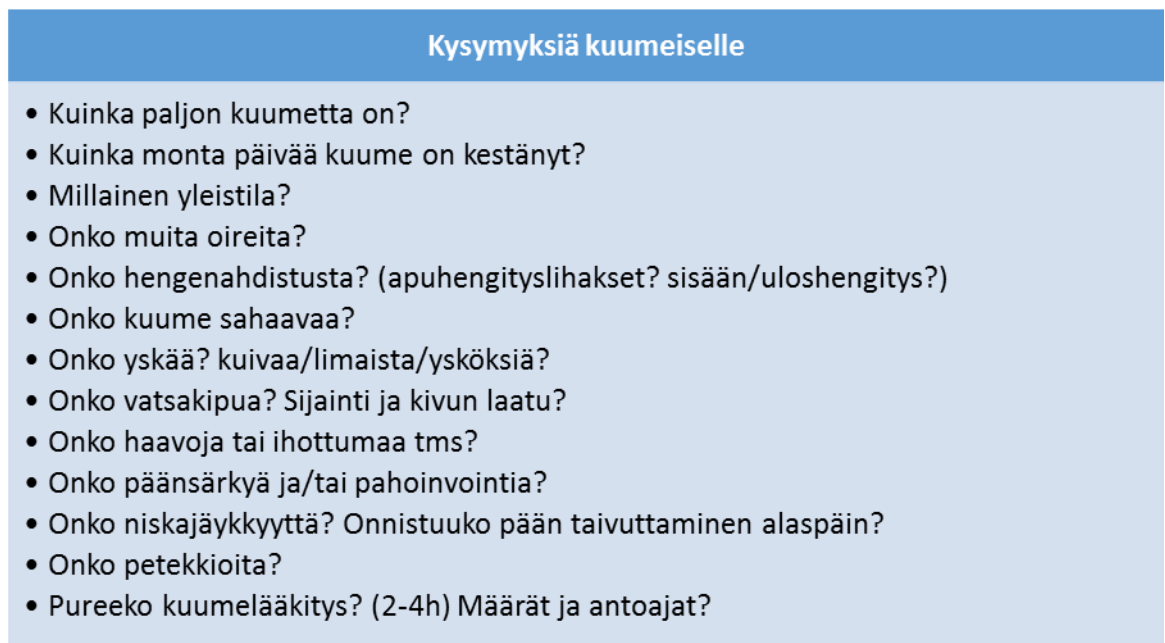 Kysymyksiä kuumeiselle
• Kuinka paljon kuumetta on?
• Kuinka monta päivää kuume on kestänyt?
• Millainen yleistila?
• Onko muita oireita?
• Onko hengenahdistusta? (apuhengityslihakset? sisään/uloshengitys?)
• Onko kuume sahaavaa?
• Onko yskää? kuivaa/limaista/ysköksiä?
• Onko vatsakipua? Sijainti ja kivun laatu?
• Onko haavoja tai ihottumaa tms?
• Onko päänsärkyä ja/tai pahoinvointia?
• Onko niskajäykkyyttä? Onnistuuko pään taivuttaminen alaspäin?
• Onko petekkioita?
• Pureeko kuumelääkitys? (2-4h) Määrät ja antoajat?